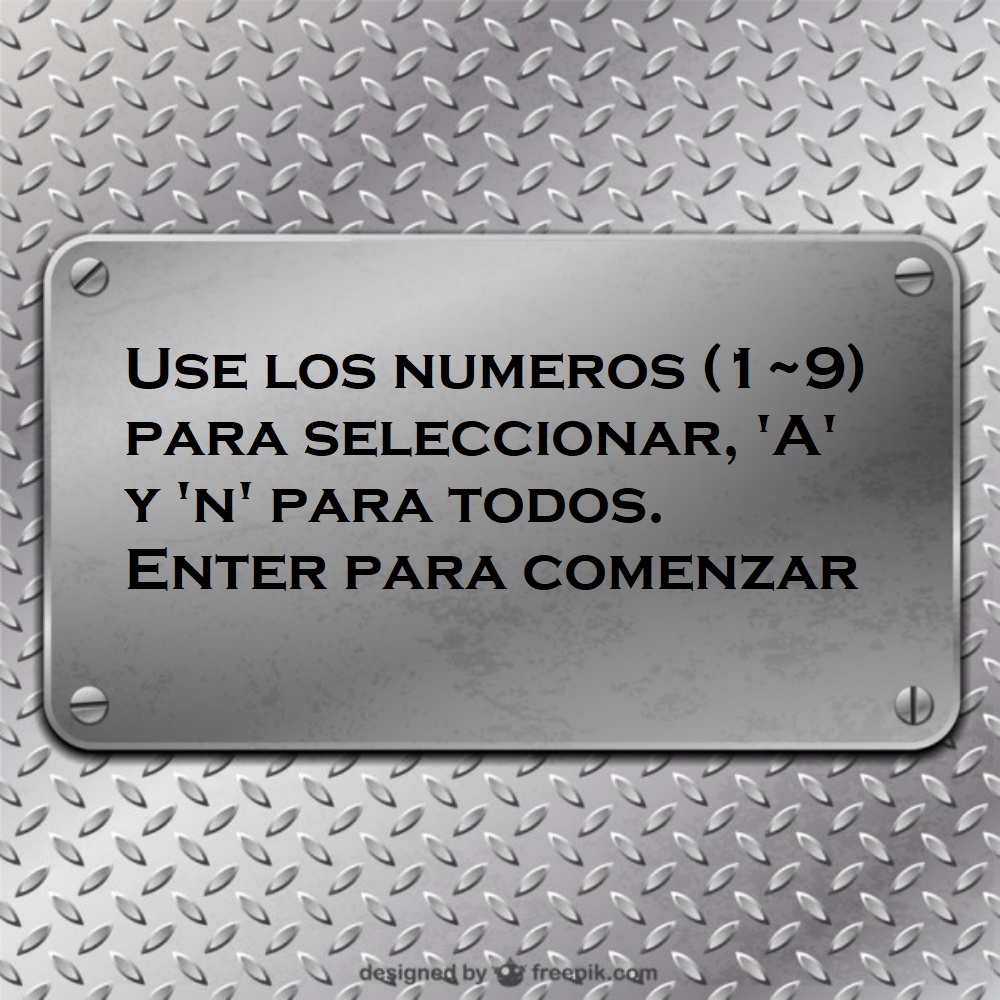 Use los numeros (1~9)
para seleccionar, 'A'
y 'n' para todos.
Enter para comenzar
designed by freepik.com